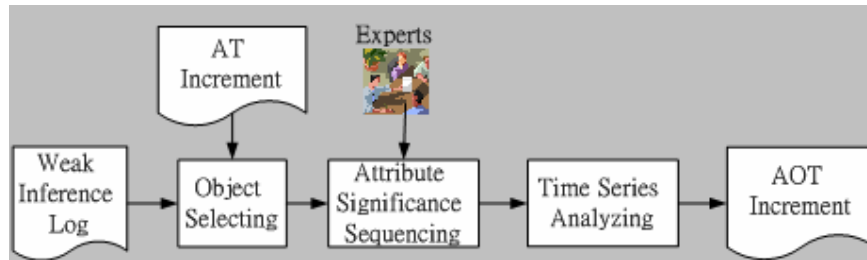 AT
Increment
Experts
Weak
Inference
Log
Object
Selecting
Attribute
Significance
Sequencing
Time Series
Analyzing
AOT
Increment